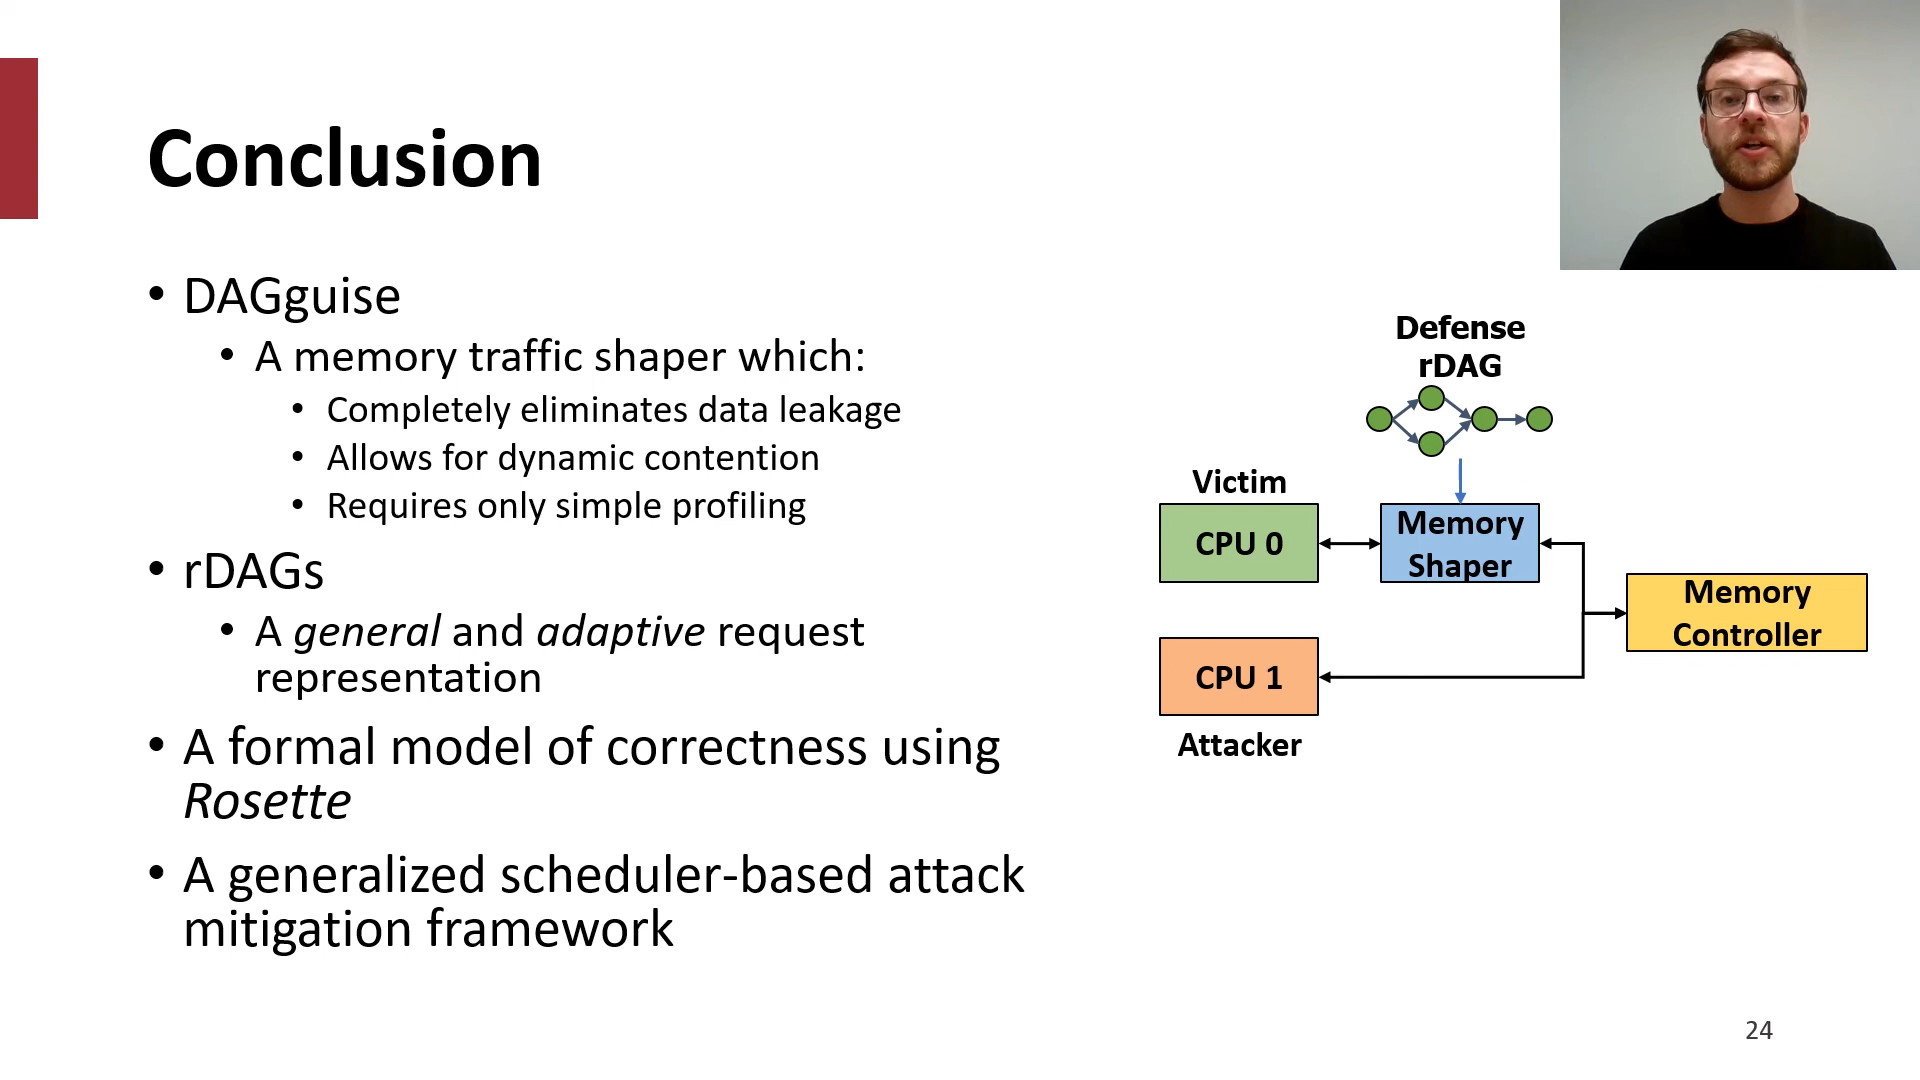 Conclusion
• DAGguise
• A memory traffic shaper which:
• Completely eliminates data leakage
• Allows for dynamic contention
• Requires only simple profiling
• rDAGs
• A general and adaptive request
representation
• A formal model of correctness using
Rosette
• A generalized scheduler-based attack
mitigation framework
Defense
rDAG
Victim
CPU 0
Memory
Shaper
Memory
Controller
CPU 1
Attacker
24